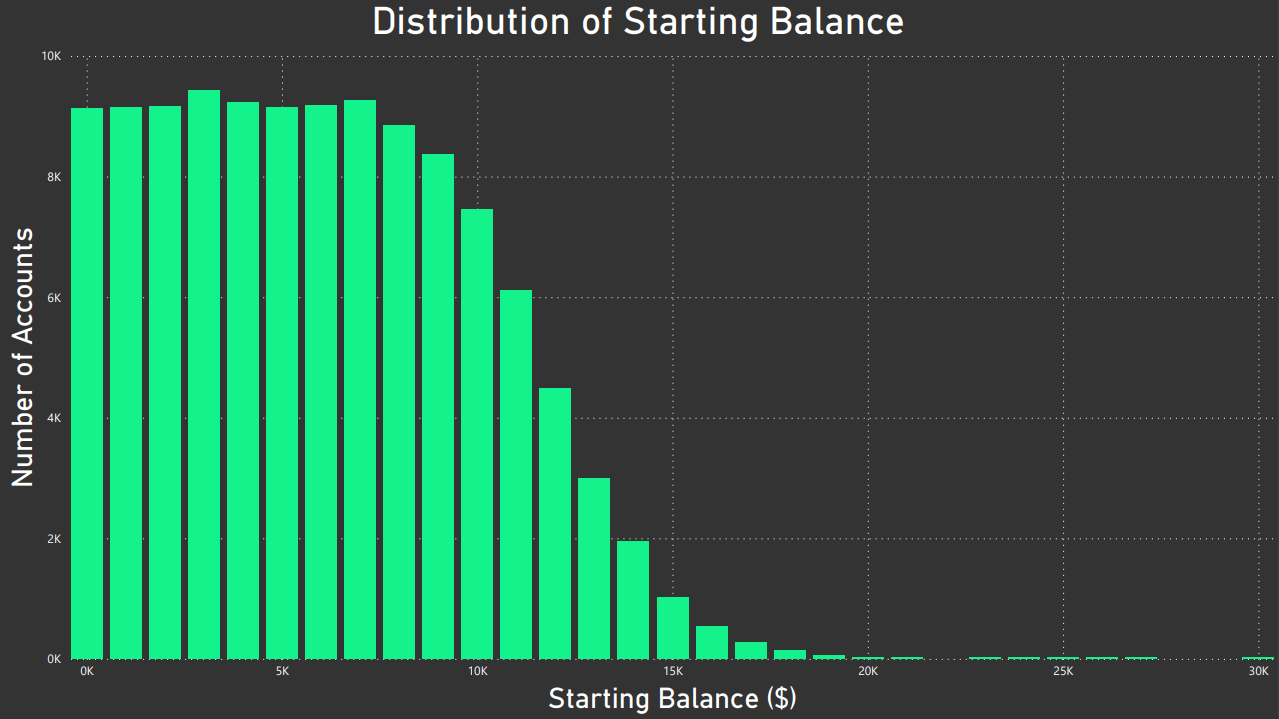 Distribution of Starting Balance
Number of Accounts
10K
8K
6K
4K
2K
0K
0K 5K 10K 15K 20K 25K 30K
Starting Balance ($)